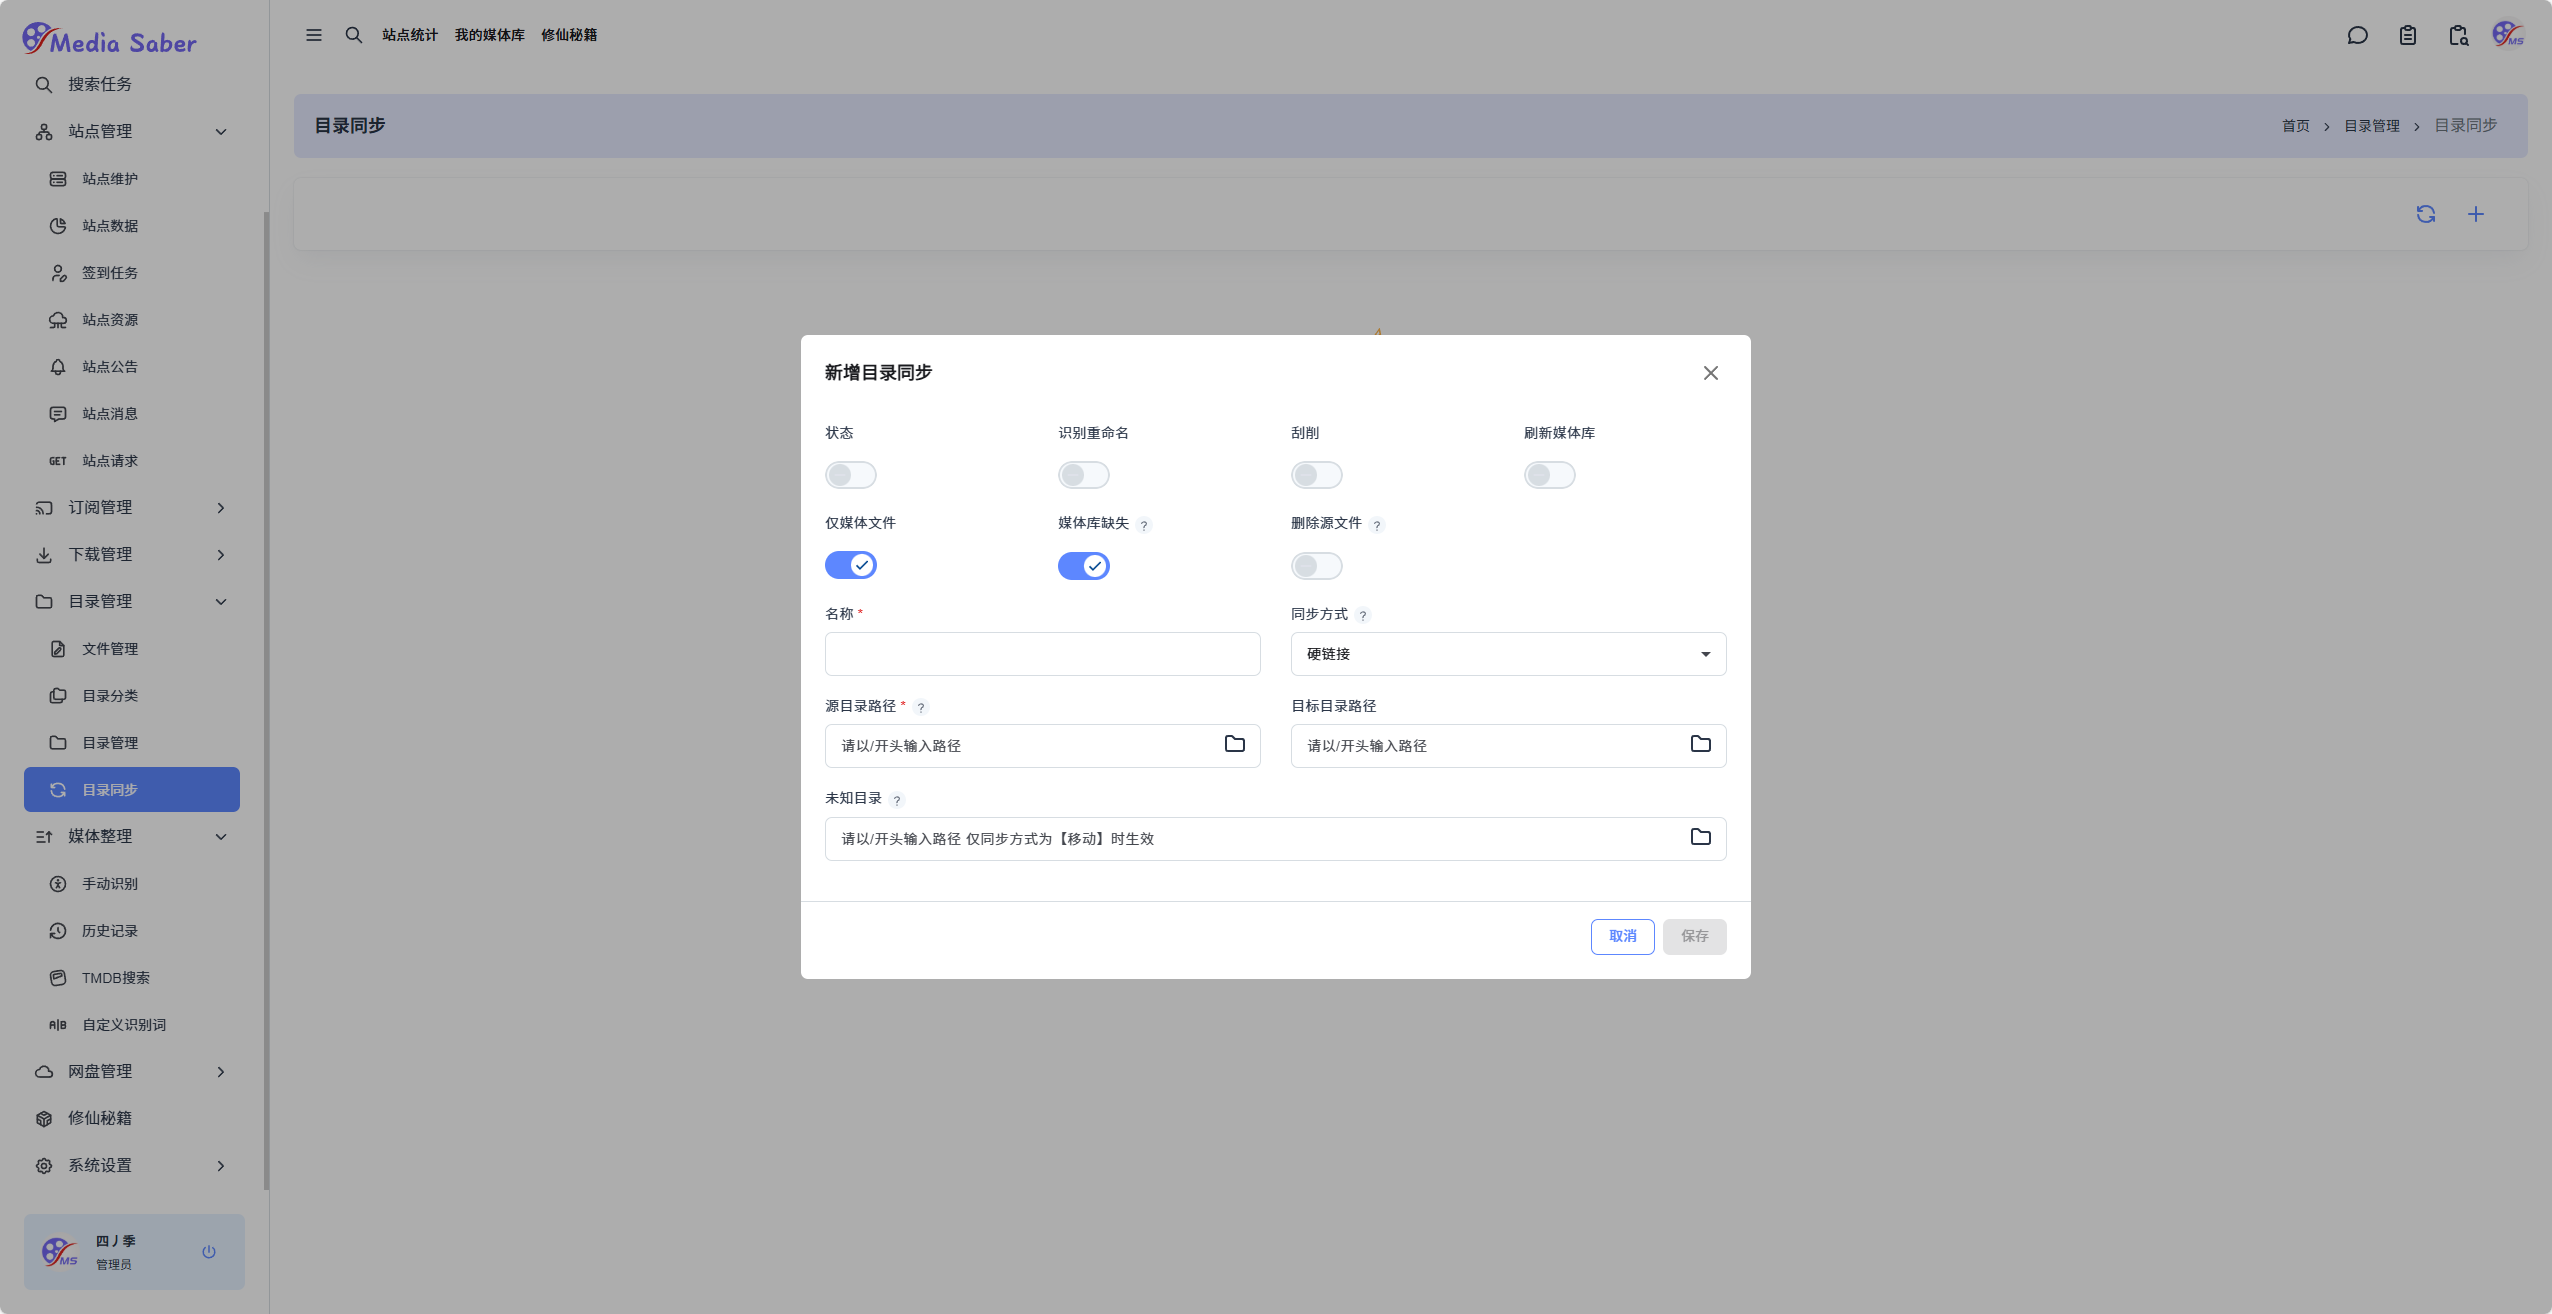 Media Saber
搜索任务
站点管理
站点维护
站点数据
签到任务
站点资源
站点公告
站点消息
GET 站点请求
订阅管理
下载管理
目录管理
文件管理
目录分类
目录管理
目录同步
媒体整理
手动识别
历史记录
TMDB搜索
A|B 自定义识别词
网盘管理
修仙秘籍
系统设置
MS
四丿季
管理员
站点统计 我的媒体库 修仙秘籍
MS
目录同步
首页 › 目录管理 › 目录同步
新增目录同步
状态 识别重命名 刮削 刷新媒体库
仅媒体文件 媒体库缺失 ? 删除源文件 ?
名称 * 同步方式 ?
硬链接
源目录路径 * ? 目标目录路径
请以/开头输入路径 请以/开头输入路径
未知目录 ?
请以/开头输入路径 仅同步方式为【移动】时生效
取消 保存